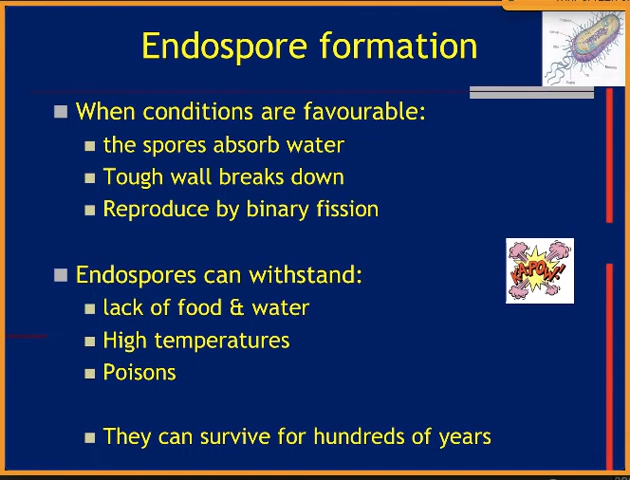 Endospore formation
When conditions are favourable:
the spores absorb water
Tough wall breaks down
Reproduce by binary fission
Endospores can withstand:
KAPOW!
lack of food & water
High temperatures
Poisons
They can survive for hundreds of years